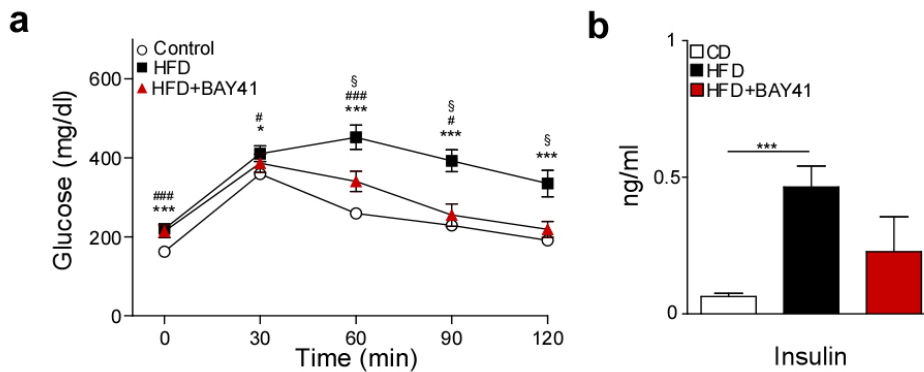 a
Control
HFD
HFD+BAY41
Glucose (mg/dl)
600
400
200
0
###
***
#
*
§
###
***
§
#
***
§
***
0 30 60 90 120
Time (min)
b
CD
HFD
HFD+BAY41
ng/ml
1
0.5
0
***
Insulin